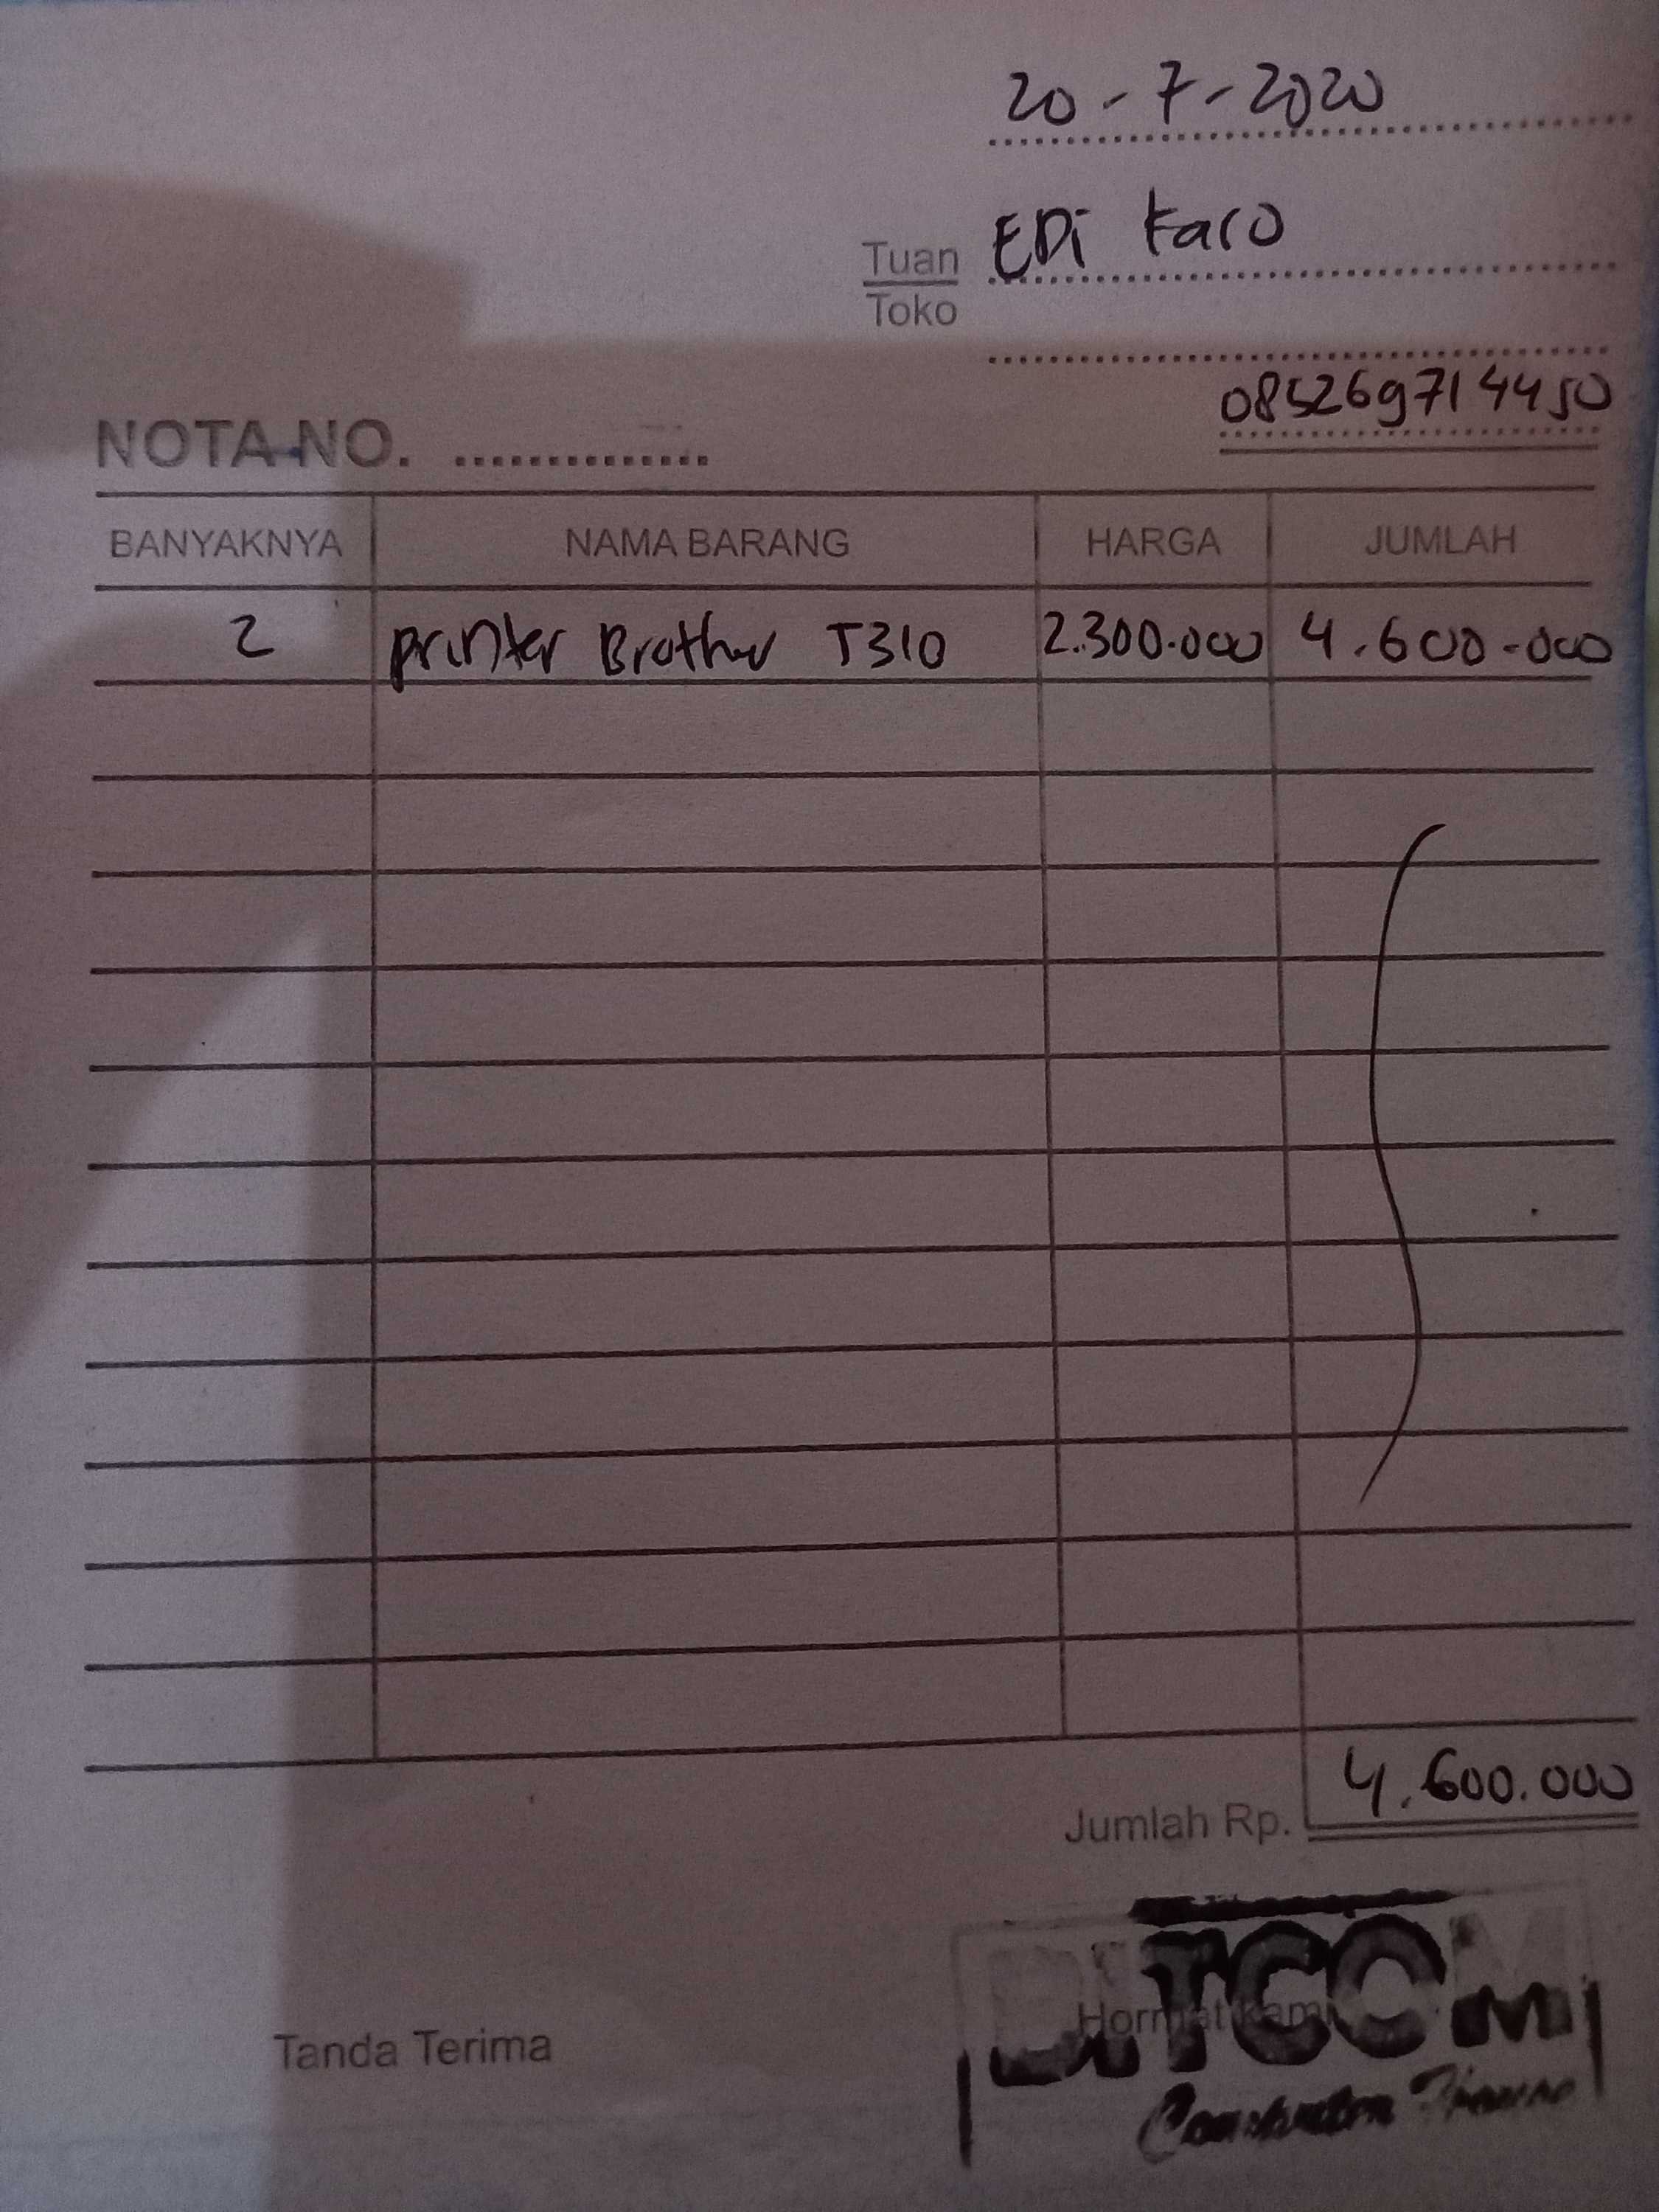 20-7-2020
Tuan EDi Karo
Toko
085269714450
NOTA NO. ..............
BANYAKNYA NAMA BARANG HARGA JUMLAH
2 printer Brother T310 2.300.000 4.600.000
Jumlah Rp. 4.600.000
Tanda Terima Hormat kami
BITCOM